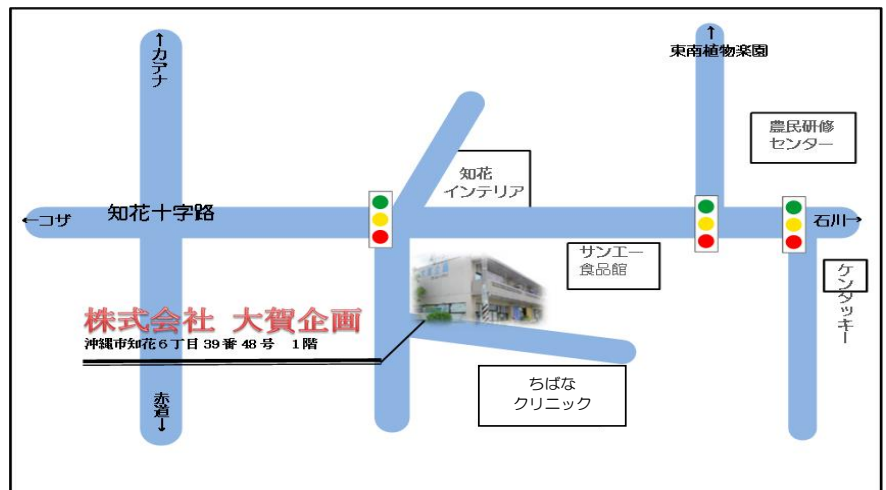 ↑カデナ
↑
東南植物楽園
農民研修
センター
知花
インテリア
←コザ
知花十字路
石川→
サンエー
食品館
ケンタッキー
株式会社 大賀企画
沖縄市知花6丁目39番48号 1階
ちばな
クリニック
赤道↓